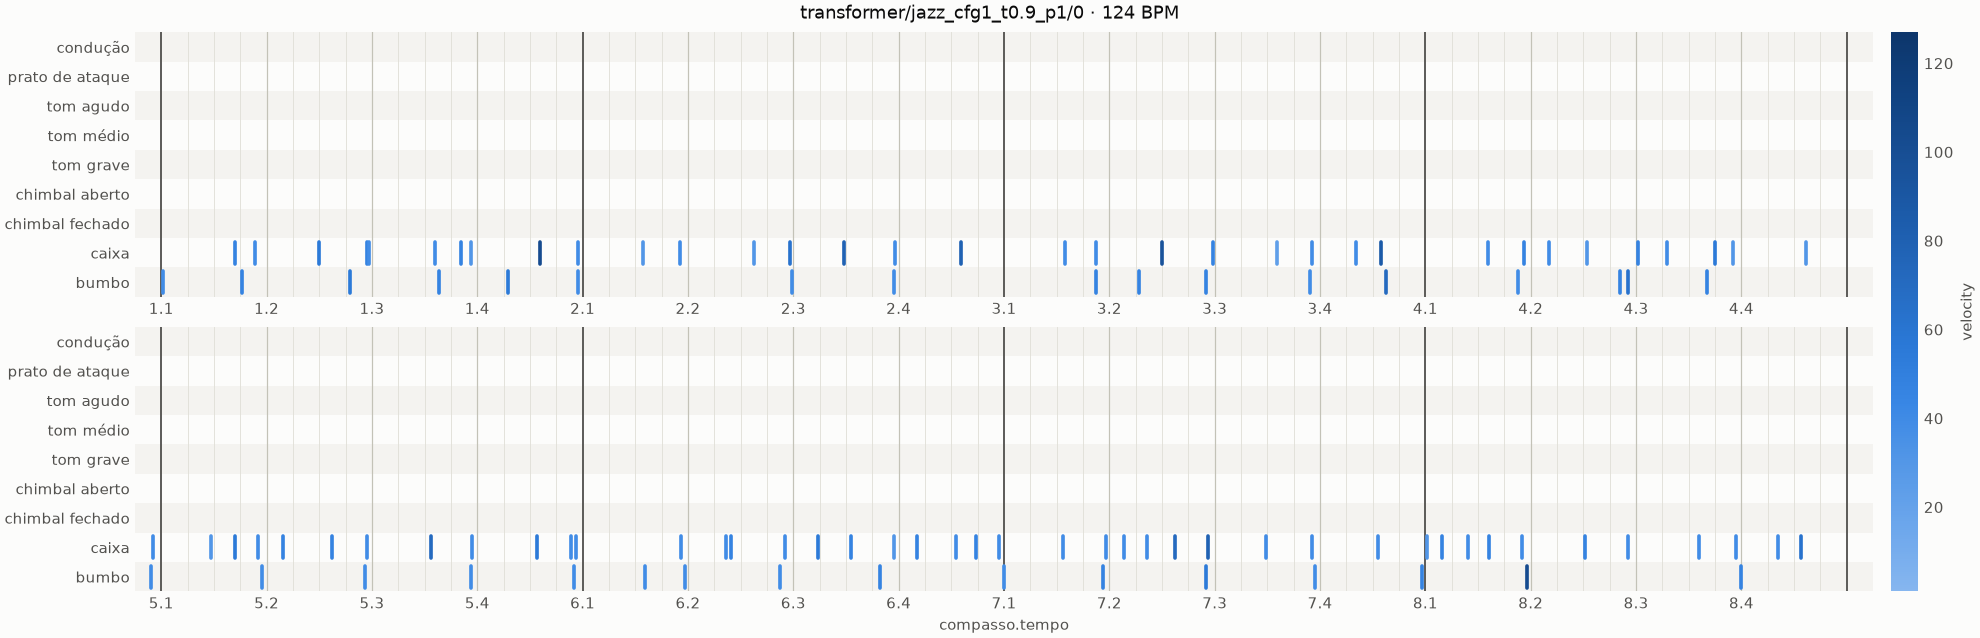 transformer/jazz_cfg1_t0.9_p1/0 · 124 BPM
condução
prato de ataque
tom agudo
tom médio
tom grave
chimbal aberto
chimbal fechado
caixa
bumbo
1.1 1.2 1.3 1.4 2.1 2.2 2.3 2.4 3.1 3.2 3.3 3.4 4.1 4.2 4.3 4.4
condução
prato de ataque
tom agudo
tom médio
tom grave
chimbal aberto
chimbal fechado
caixa
bumbo
5.1 5.2 5.3 5.4 6.1 6.2 6.3 6.4 7.1 7.2 7.3 7.4 8.1 8.2 8.3 8.4
compasso.tempo
120
100
80
60
40
20
velocity